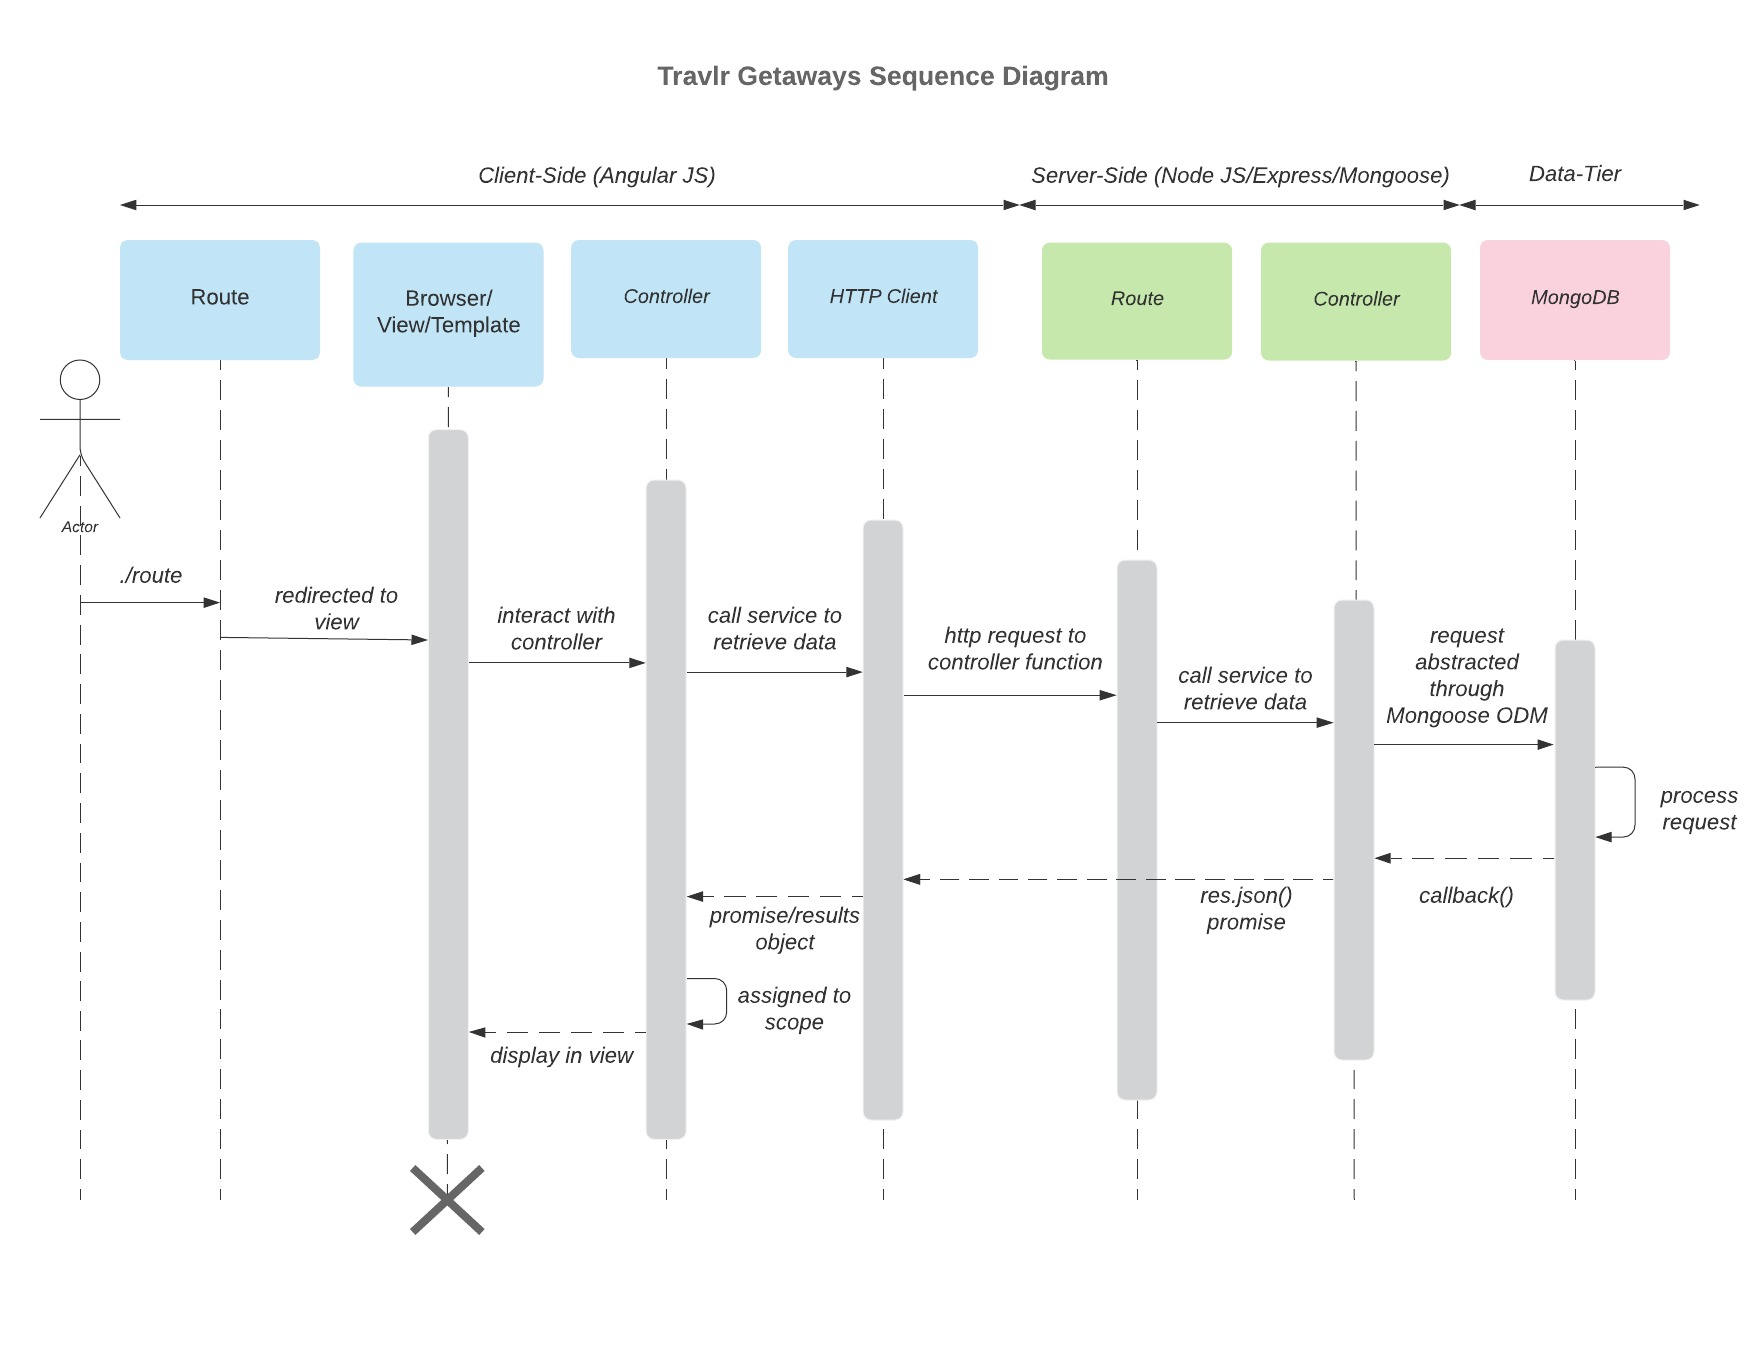 Travlr Getaways Sequence Diagram
Client-Side (Angular JS)
Server-Side (Node JS/Express/Mongoose)
Data-Tier
Route
Browser/
View/Template
Controller
HTTP Client
Route
Controller
MongoDB
Actor
./route
redirected to
view
interact with
controller
call service to
retrieve data
http request to
controller function
call service to
retrieve data
request
abstracted
through
Mongoose ODM
process
request
callback()
res.json()
promise
promise/results
object
assigned to
scope
display in view